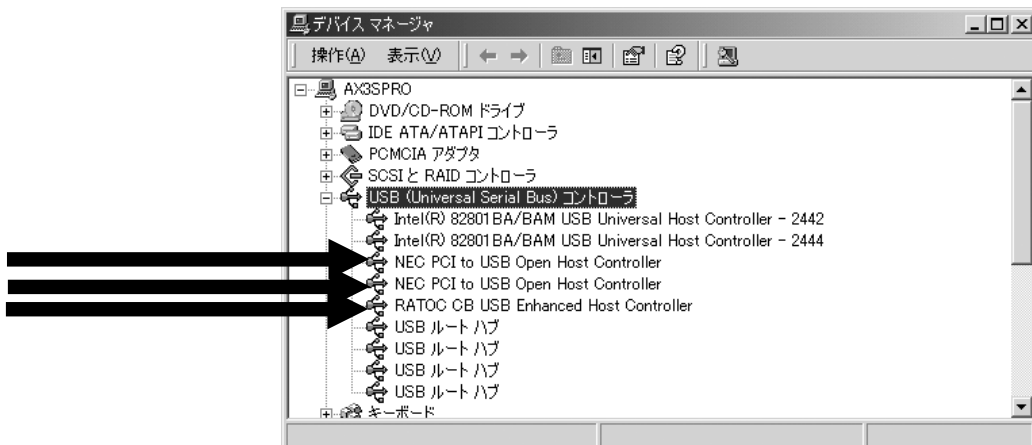 デバイス マネージャ
操作(A) 表示(V)
AX3SPRO
DVD/CD-ROM ドライブ
IDE ATA/ATAPI コントローラ
PCMCIA アダプタ
SCSI と RAID コントローラ
USB (Universal Serial Bus) コントローラ
Intel(R) 82801BA/BAM USB Universal Host Controller - 2442
Intel(R) 82801BA/BAM USB Universal Host Controller - 2444
NEC PCI to USB Open Host Controller
NEC PCI to USB Open Host Controller
RATOC CB USB Enhanced Host Controller
USB ルート ハブ
USB ルート ハブ
USB ルート ハブ
USB ルート ハブ
キーボード